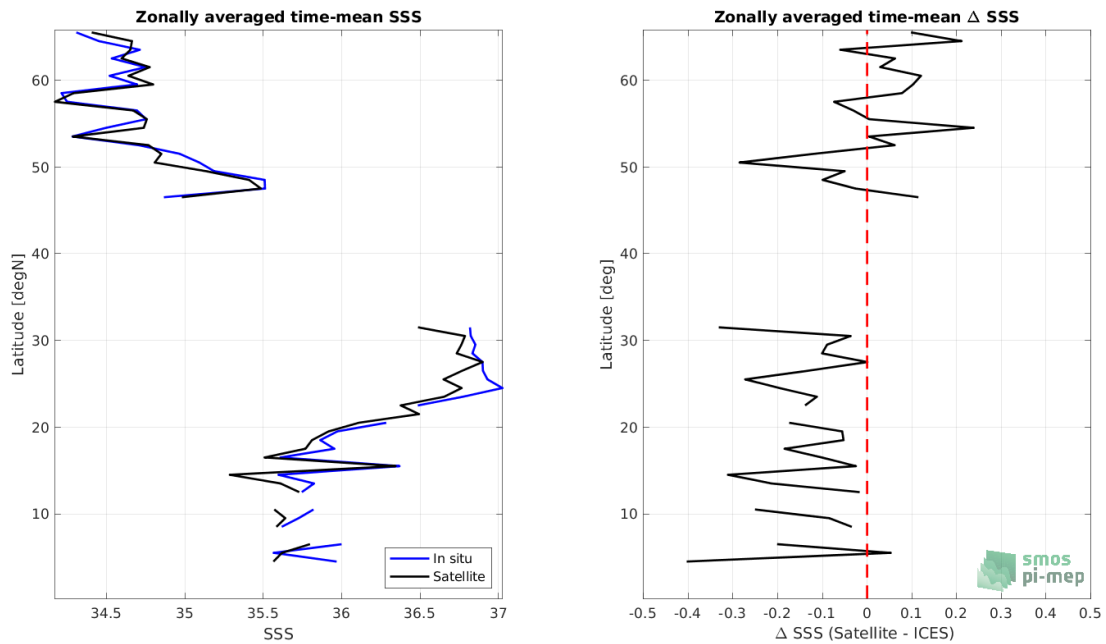 Zonally averaged time-mean SSS
Latitude [degN]
60
50
40
30
20
10
34.5
35
35.5
36
36.5
37
SSS
In situ
Satellite
Zonally averaged time-mean Δ SSS
Latitude [deg]
60
50
40
30
20
10
-0.5
-0.4
-0.3
-0.2
-0.1
0
0.1
0.2
0.3
0.4
0.5
Δ SSS (Satellite - ICES)
smos
pi-mep